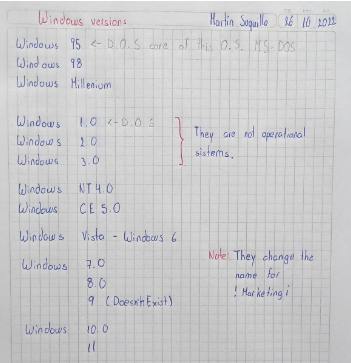 Windows versions Martin Suquillo 26 10 2022
Windows 95 <- D.O.S core of this O.S. MS-DOS
Windows 98
Windows Millenium
Windows 1.0 <- D.O.S
Windows 2.0
Windows 3.0
They are not operational
sistems.
Windows NT 4.0
Windows CE 5.0
Windows Vista - Windows 6
Windows 7.0
8.0
9 (Doesn't Exist)
Note: They change the
name for
! Marketing ¡
Windows 10.0
11